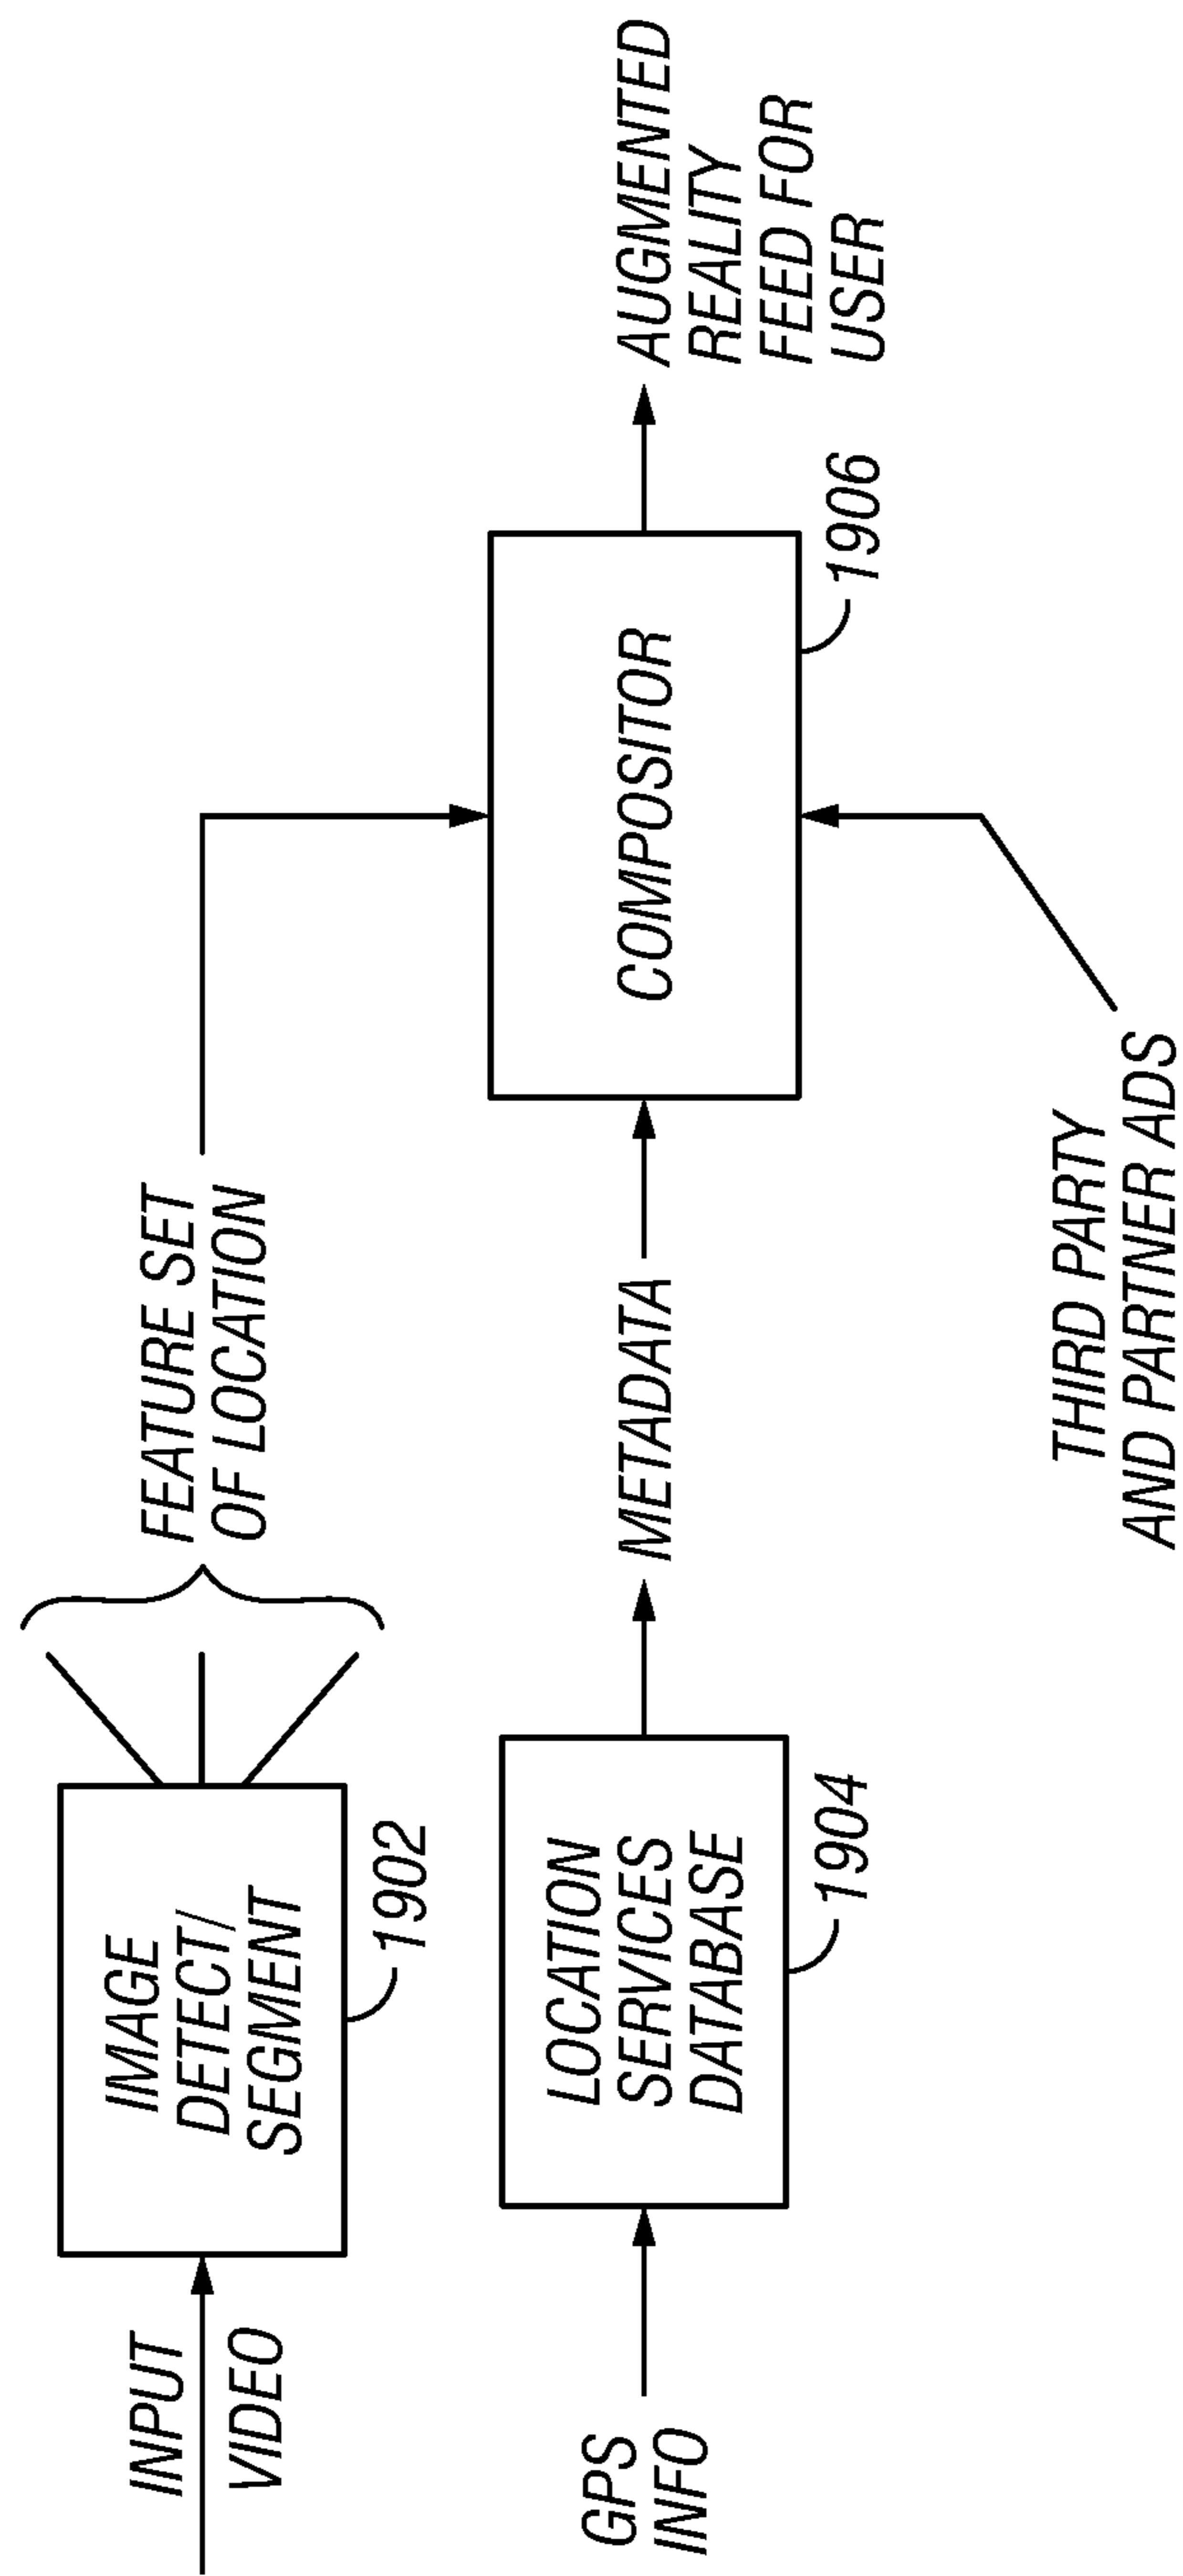 INPUT
VIDEO
IMAGE
DETECT/
SEGMENT
1902
FEATURE SET
OF LOCATION
GPS
INFO
LOCATION
SERVICES
DATABASE
1904
METADATA
COMPOSITOR
1906
AUGMENTED
REALITY
FEED FOR
USER
THIRD PARTY
AND PARTNER ADS